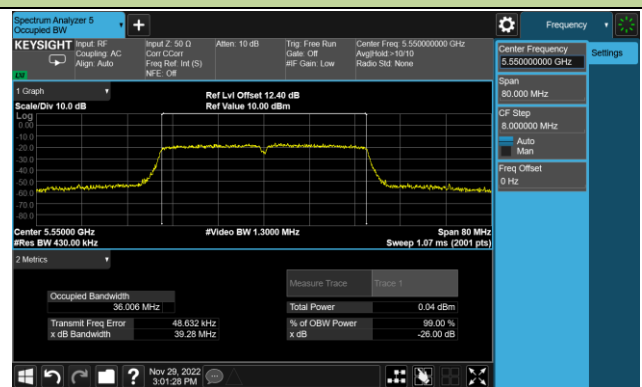 Spectrum Analyzer 5
Occupied BW
Frequency
KEYSIGHT
Input: RF
Coupling: AC
Align: Auto
Input Z: 50 Ω
Corr CCorr
Freq Ref: Int (S)
NFE: Off
Atten: 10 dB
Trig: Free Run
Gate: Off
#IF Gain: Low
Center Freq: 5.550000000 GHz
Avg|Hold:>10/10
Radio Std: None
Center Frequency
5.550000000 GHz
Settings
Span
80.000 MHz
CF Step
8.000000 MHz
Auto
Man
Freq Offset
0 Hz
1 Graph
Scale/Div 10.0 dB
Ref Lvl Offset 12.40 dB
Ref Value 10.00 dBm
Log
0.00
-10.0
-20.0
-30.0
-40.0
-50.0
-60.0
-70.0
-80.0
Center 5.55000 GHz
#Res BW 430.00 kHz
#Video BW 1.3000 MHz
Span 80 MHz
Sweep 1.07 ms (2001 pts)
2 Metrics
Measure Trace
Trace 1
Occupied Bandwidth
36.006 MHz
Total Power
0.04 dBm
Transmit Freq Error
48.632 kHz
% of OBW Power
99.00 %
x dB Bandwidth
39.28 MHz
x dB
-26.00 dB
?
Nov 29, 2022
3:01:28 PM